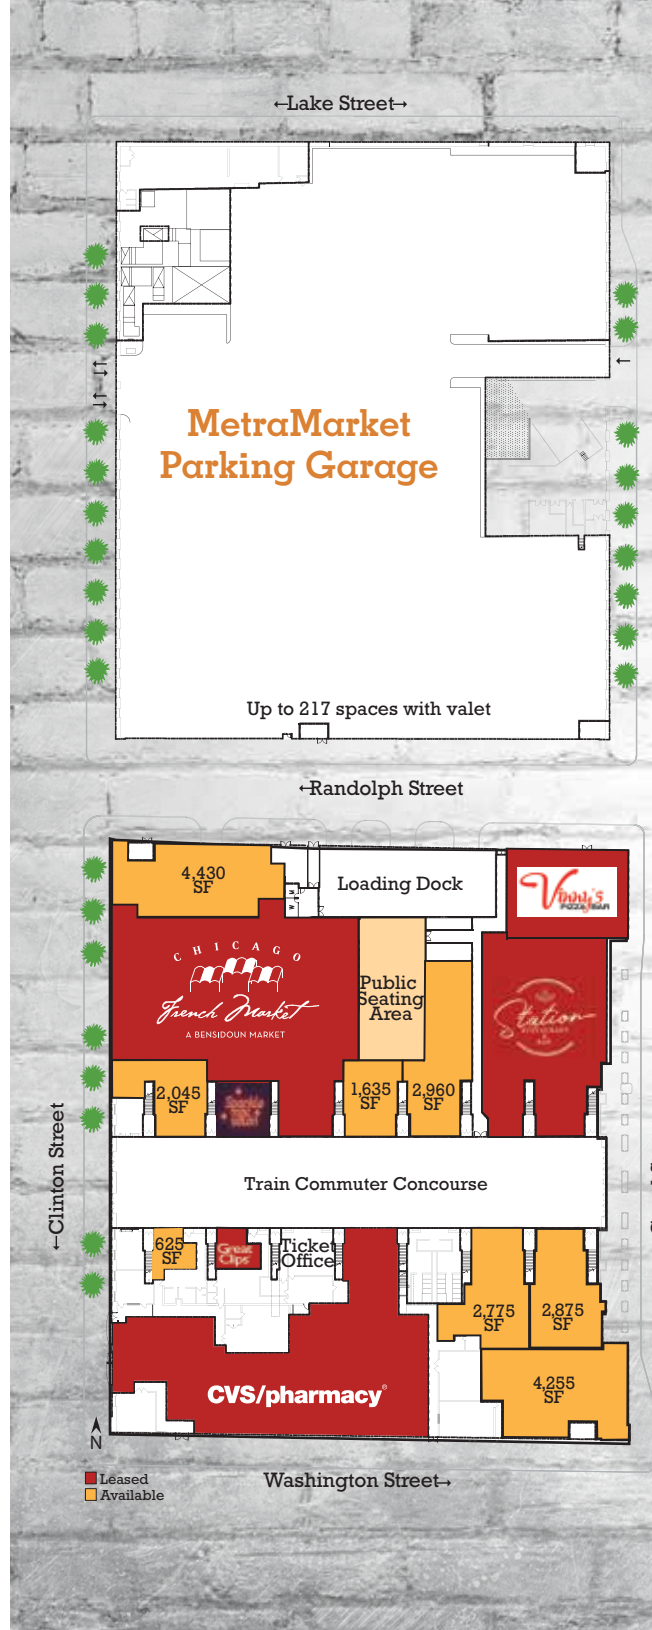 ←Lake Street→
MetraMarket
Parking Garage
Up to 217 spaces with valet
←Randolph Street
4,430
SF
Loading Dock
Vinny's
PIZZA BAR
CHICAGO
French Market
A BENSIDOUN MARKET
Public
Seating
Area
Station
2,045
SF
1,635
SF
2,960
SF
←Clinton Street
Train Commuter Concourse
625
SF
Great
Clips
Ticket
Office
2,775
SF
2,875
SF
4,255
SF
CVS/pharmacy®
N
Leased
Available
Washington Street→